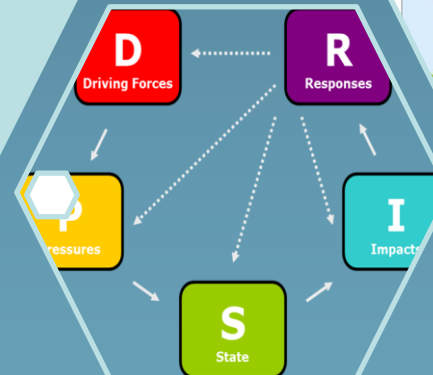 D
Driving Forces
R
Responses
P
ressures
I
Impacts
S
State